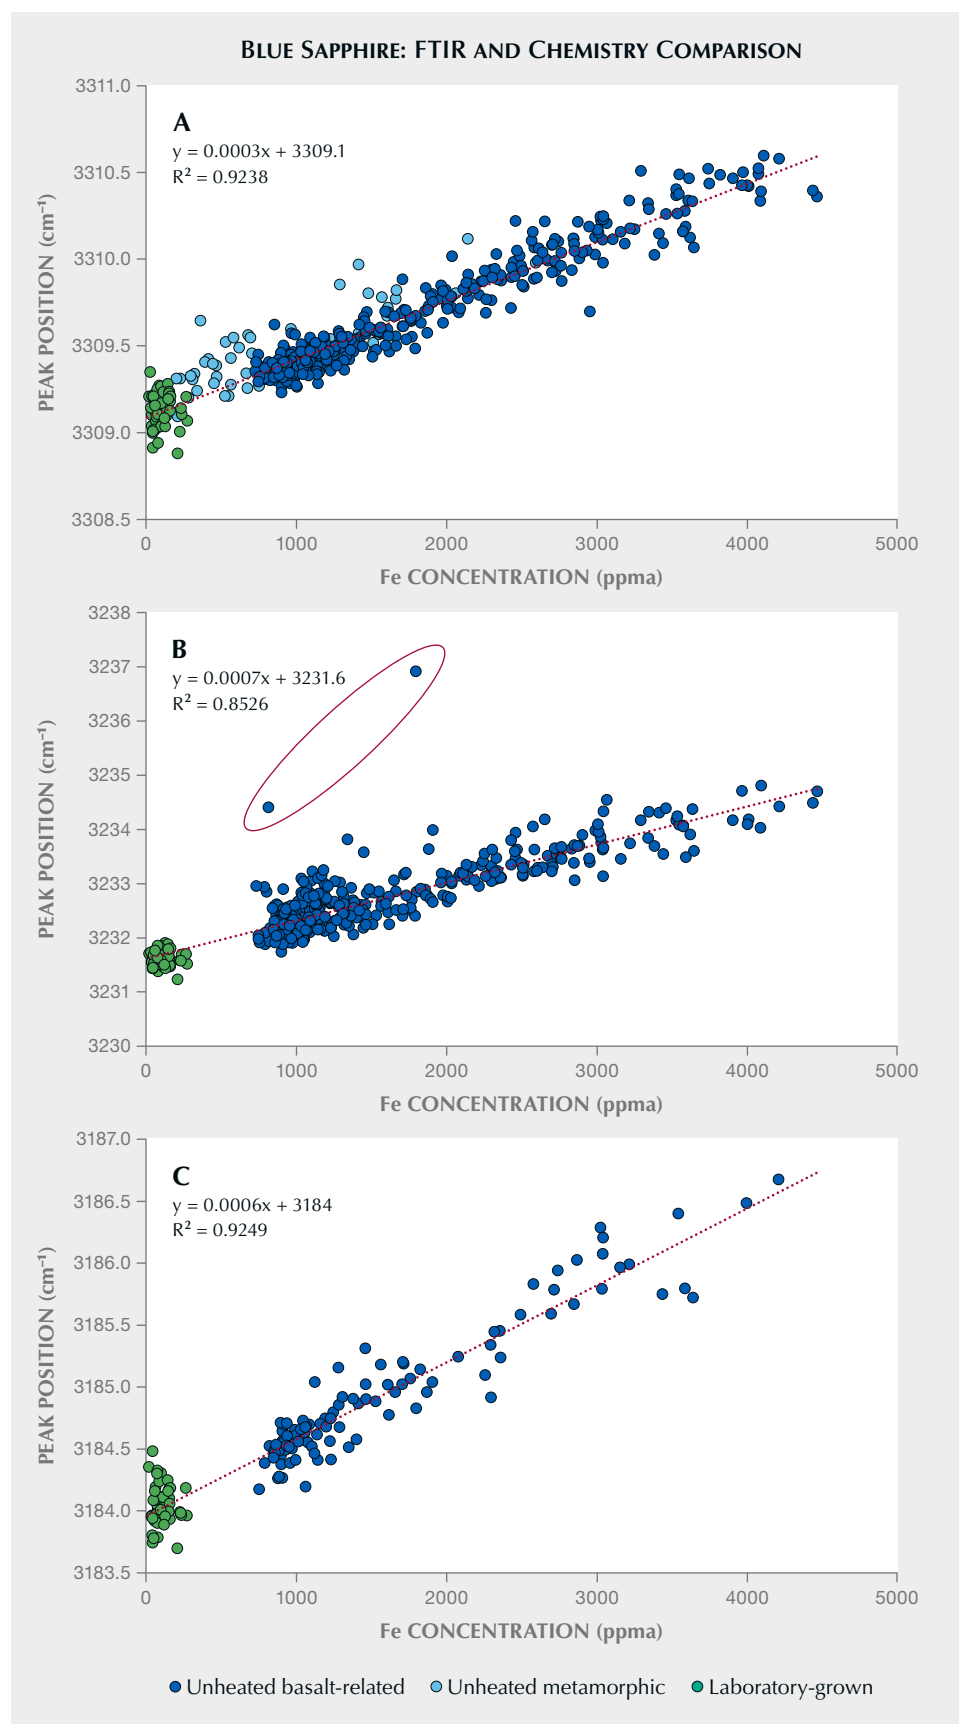 BLUE SAPPHIRE: FTIR AND CHEMISTRY COMPARISON
3311.0
3310.5
3310.0
3309.5
3309.0
3308.5
PEAK POSITION (cm⁻¹)
A
y = 0.0003x + 3309.1
R² = 0.9238
0 1000 2000 3000 4000 5000
Fe CONCENTRATION (ppma)
3238
3237
3236
3235
3234
3233
3232
3231
3230
PEAK POSITION (cm⁻¹)
B
y = 0.0007x + 3231.6
R² = 0.8526
0 1000 2000 3000 4000 5000
Fe CONCENTRATION (ppma)
3187.0
3186.5
3186.0
3185.5
3185.0
3184.5
3184.0
3183.5
PEAK POSITION (cm⁻¹)
C
y = 0.0006x + 3184
R² = 0.9249
0 1000 2000 3000 4000 5000
Fe CONCENTRATION (ppma)
Unheated basalt-related Unheated metamorphic Laboratory-grown